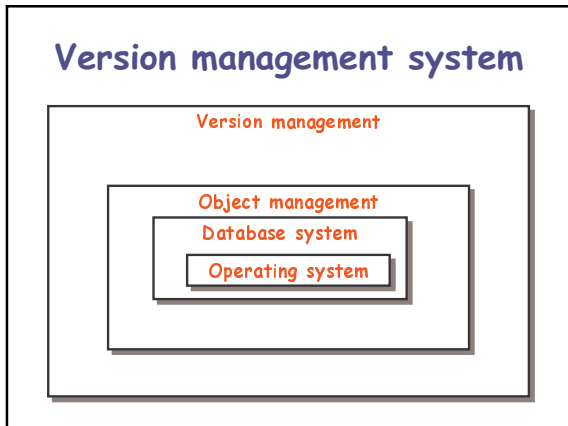 Version management system
Version management
Object management
Database system
Operating system